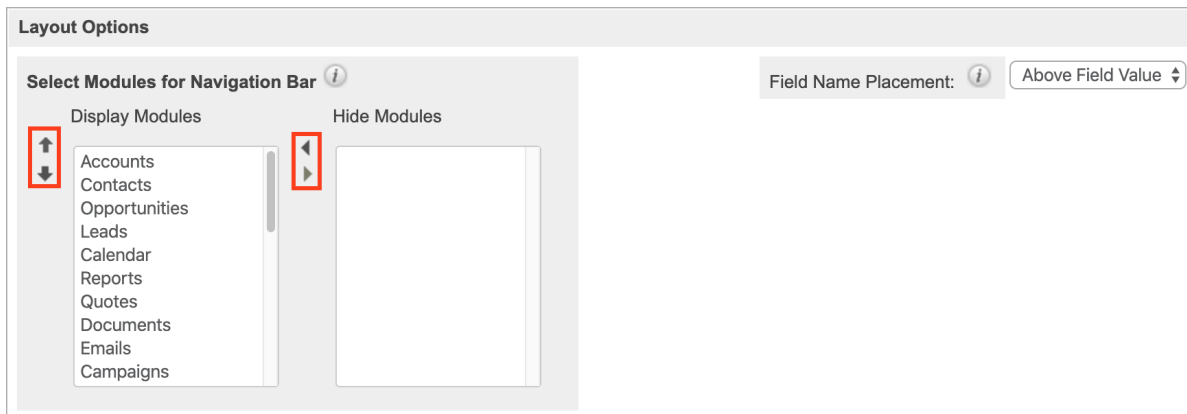 Layout Options
Select Modules for Navigation Bar i
Field Name Placement: i Above Field Value
Display Modules
Hide Modules
Accounts
Contacts
Opportunities
Leads
Calendar
Reports
Quotes
Documents
Emails
Campaigns